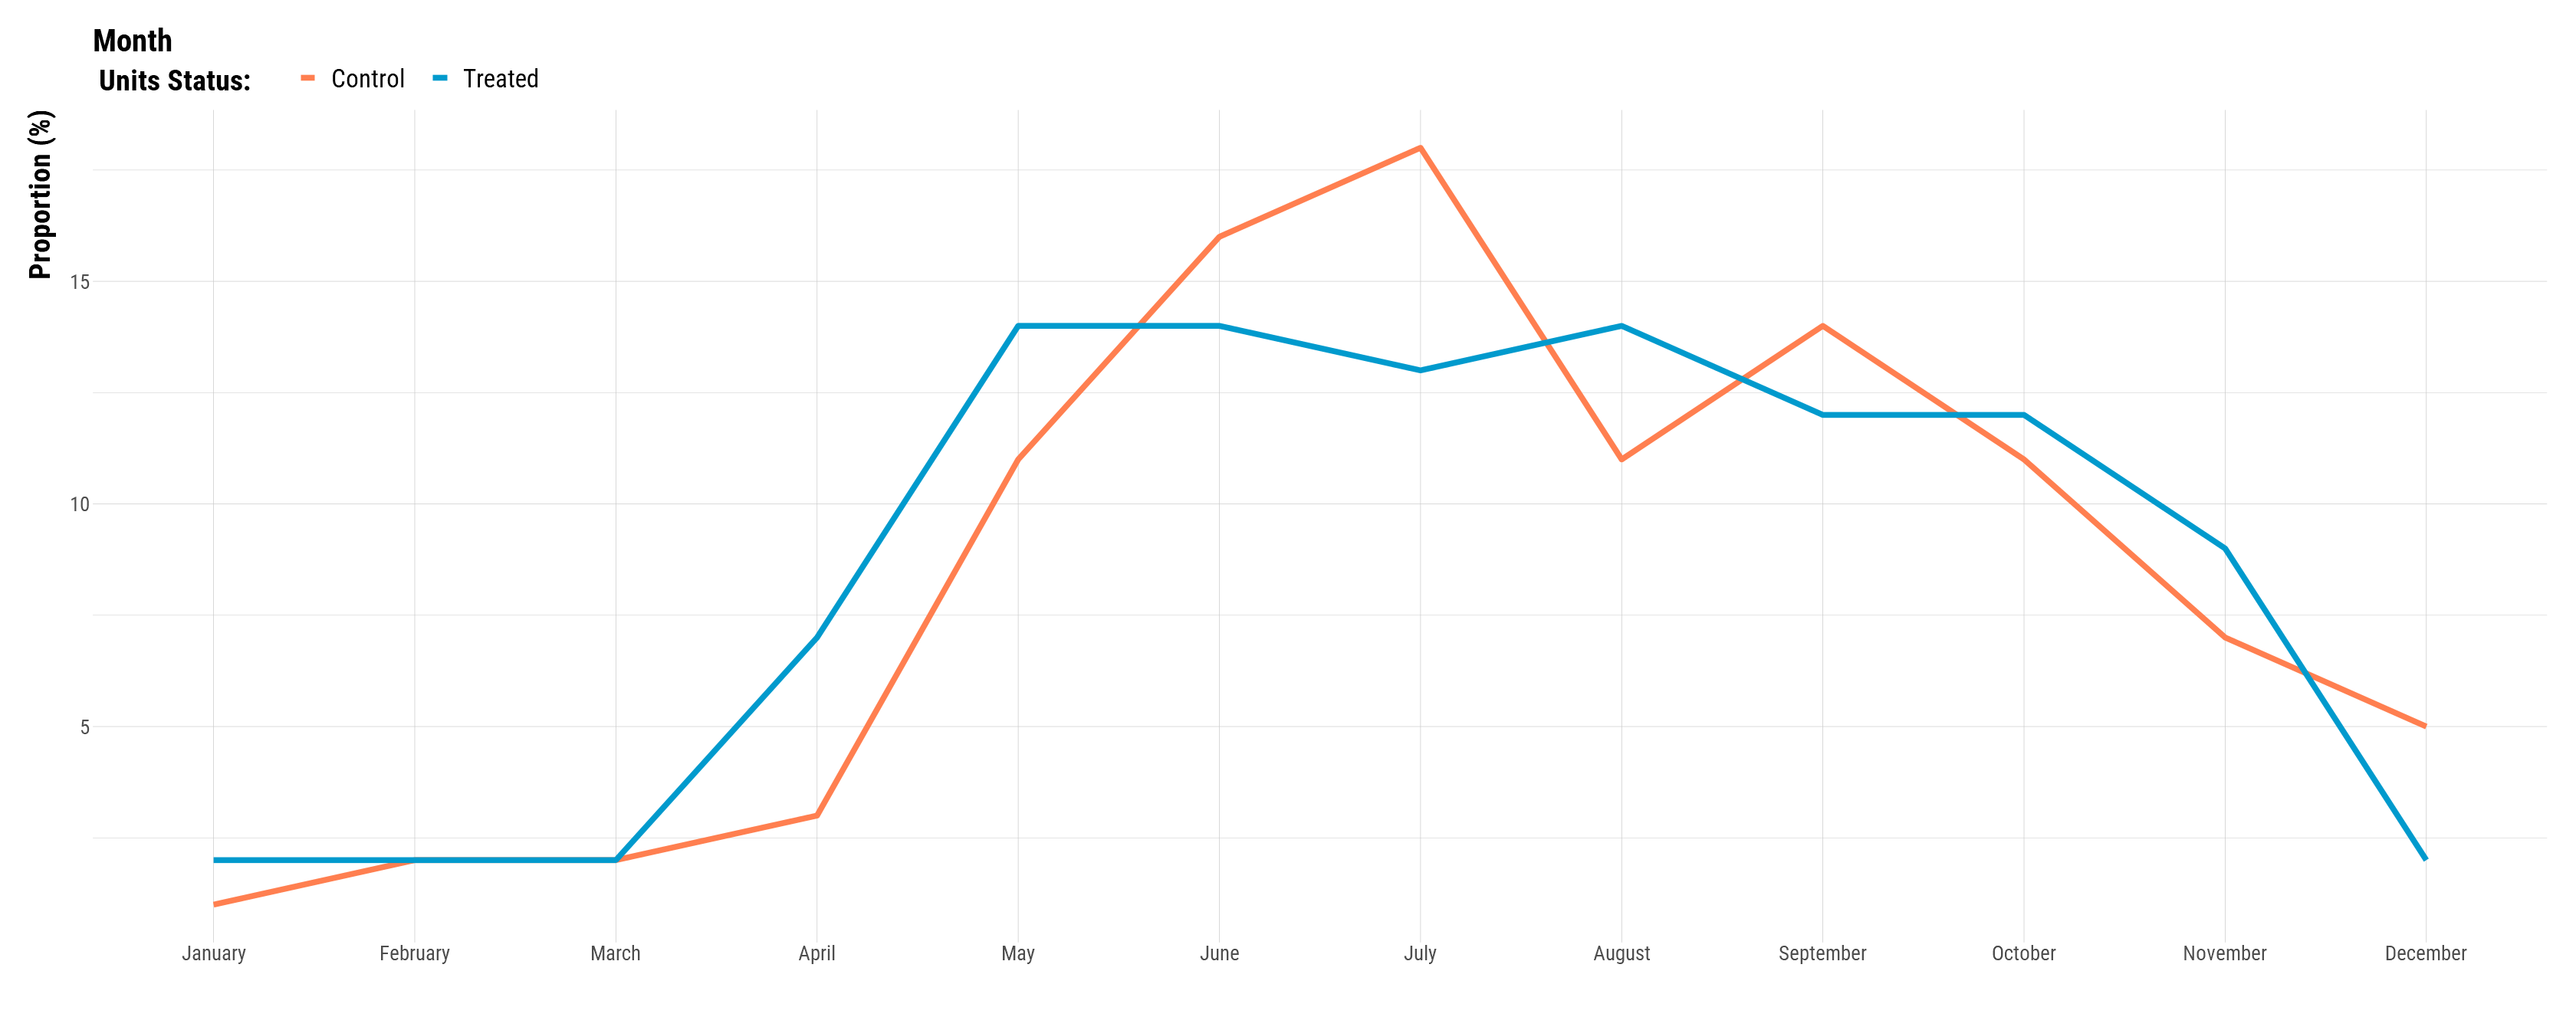 Month
Units Status: Control Treated
Proportion (%)
15
10
5
January February March April May June July August September October November December